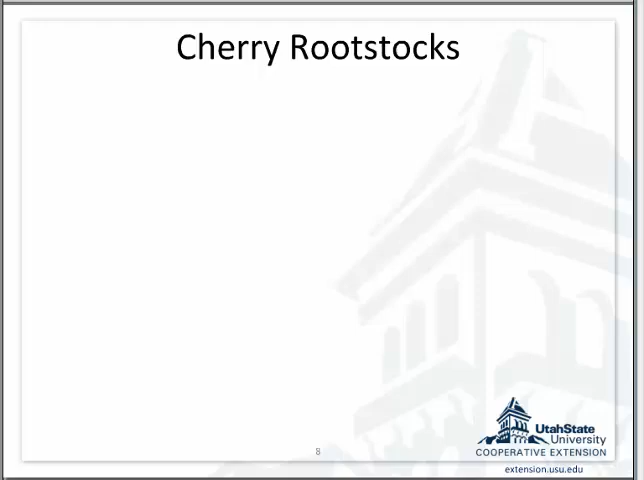 Cherry Rootstocks
8
UtahState
University
COOPERATIVE EXTENSION
extension.usu.edu